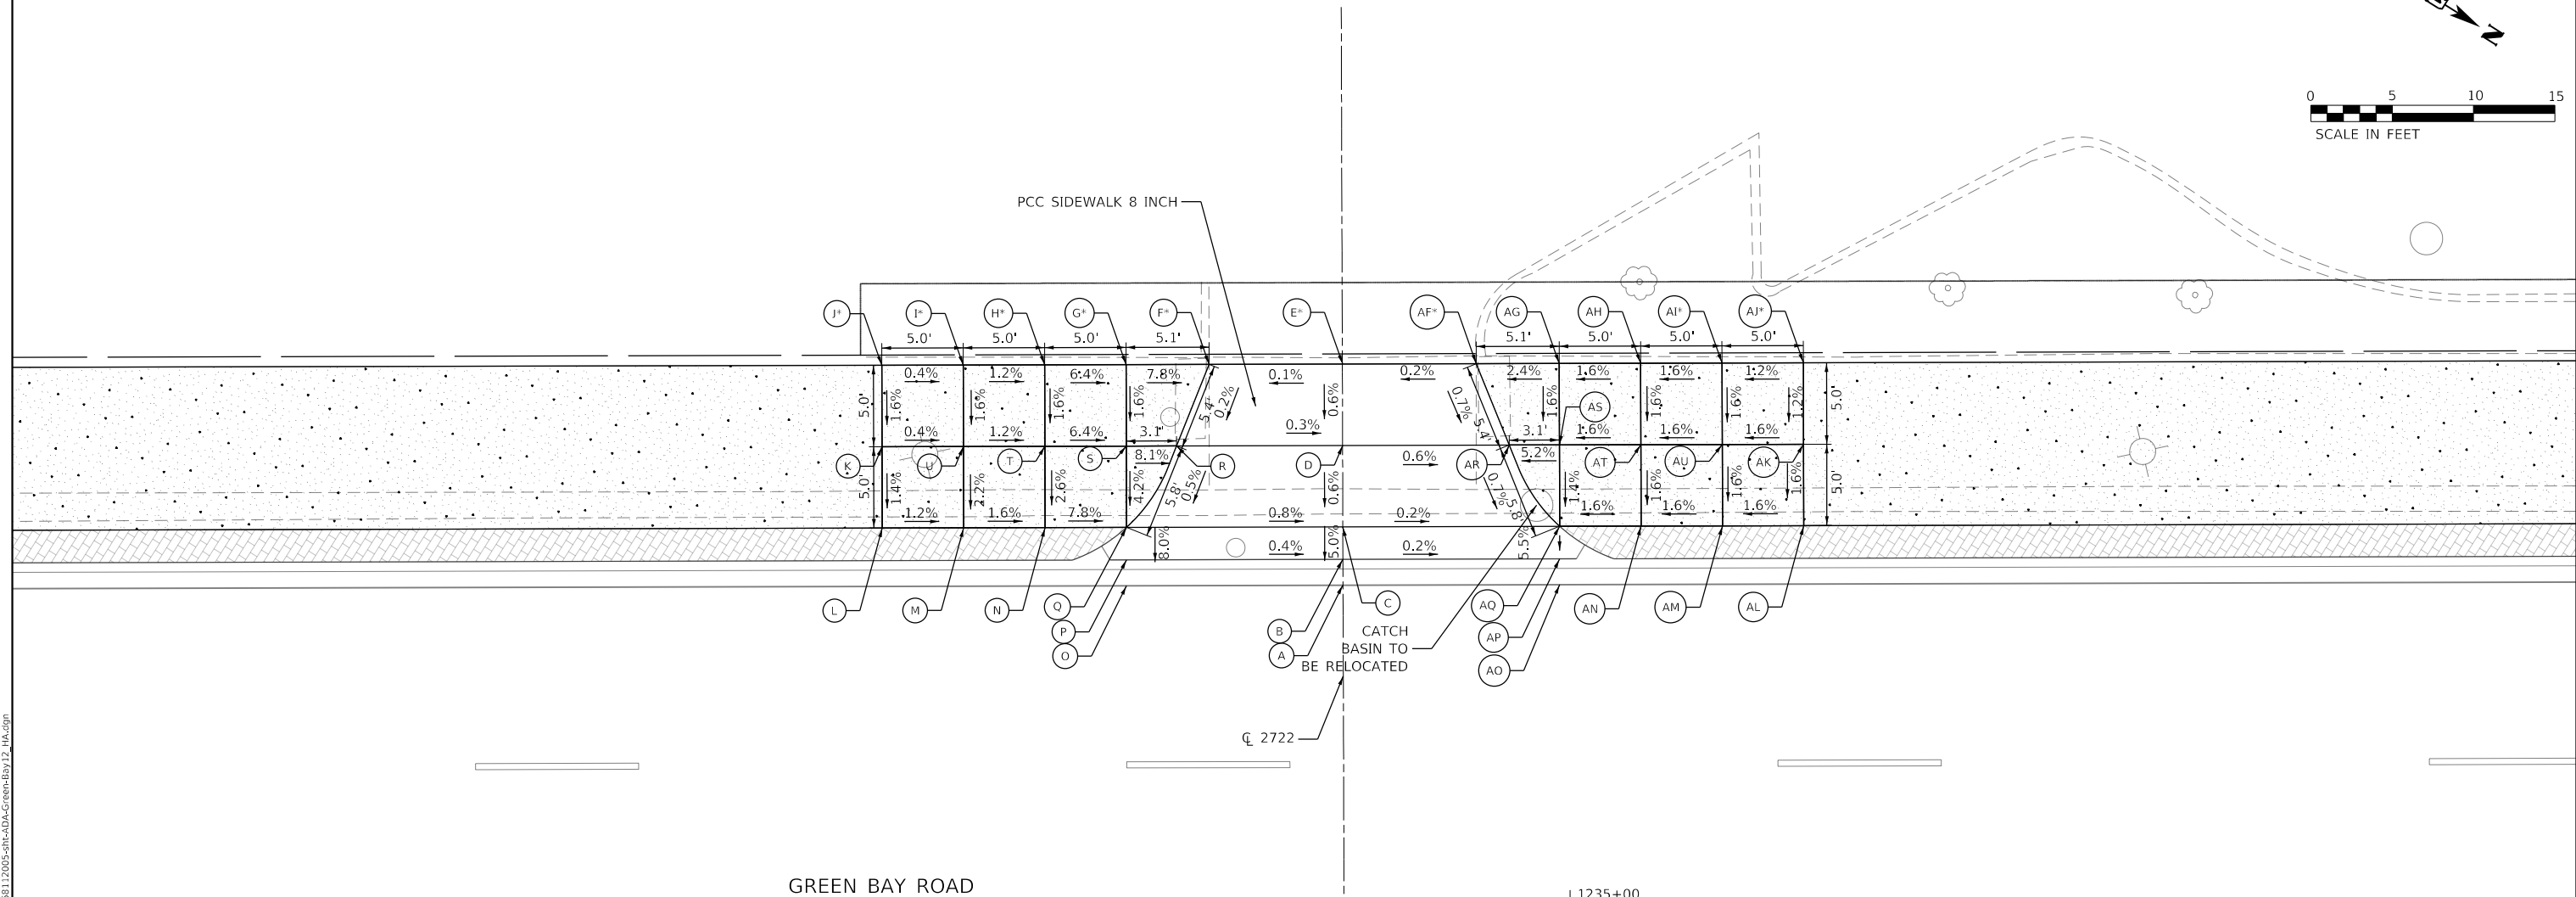 N
0 5 10 15
SCALE IN FEET
PCC SIDEWALK 8 INCH
J* I* H* G* F* E* AF* AG AH AI* AJ*
5.0' 5.0' 5.0' 5.1' 5.1' 5.0' 5.0' 5.0'
0.4% 1.2% 6.4% 7.8% 0.1% 0.2% 2.4% 1.6% 1.6% 1.2%
5.0' 1.6% 1.6% 1.6% 1.6% 5.4' 0.2% 0.6% 0.7% 5.4' 1.6% AS 1.6% 1.6% 1.2% 5.0'
0.4% 1.2% 6.4% 3.1' 0.3% 3.1' 1.6% 1.6% 1.6%
K U T S 8.1% R D 0.6% AR 5.2% AT AU AK
5.0' 1.4% 2.2% 2.6% 4.2% 5.8' 0.5% 0.6% 0.7% 5.8' 1.4% 1.6% 1.6% 1.6% 5.0'
1.2% 1.6% 7.8% 0.8% 0.2% 1.6% 1.6% 1.6%
8.0% 0.4% 5.0% 0.2% 5.5%
L M N Q C AQ AN AM AL
P B AP
O A AO
CATCH
BASIN TO
BE RELOCATED
℄ 2722
GREEN BAY ROAD
1235+00
68112005-sht-ADA-Green-Bay12_HA.dgn